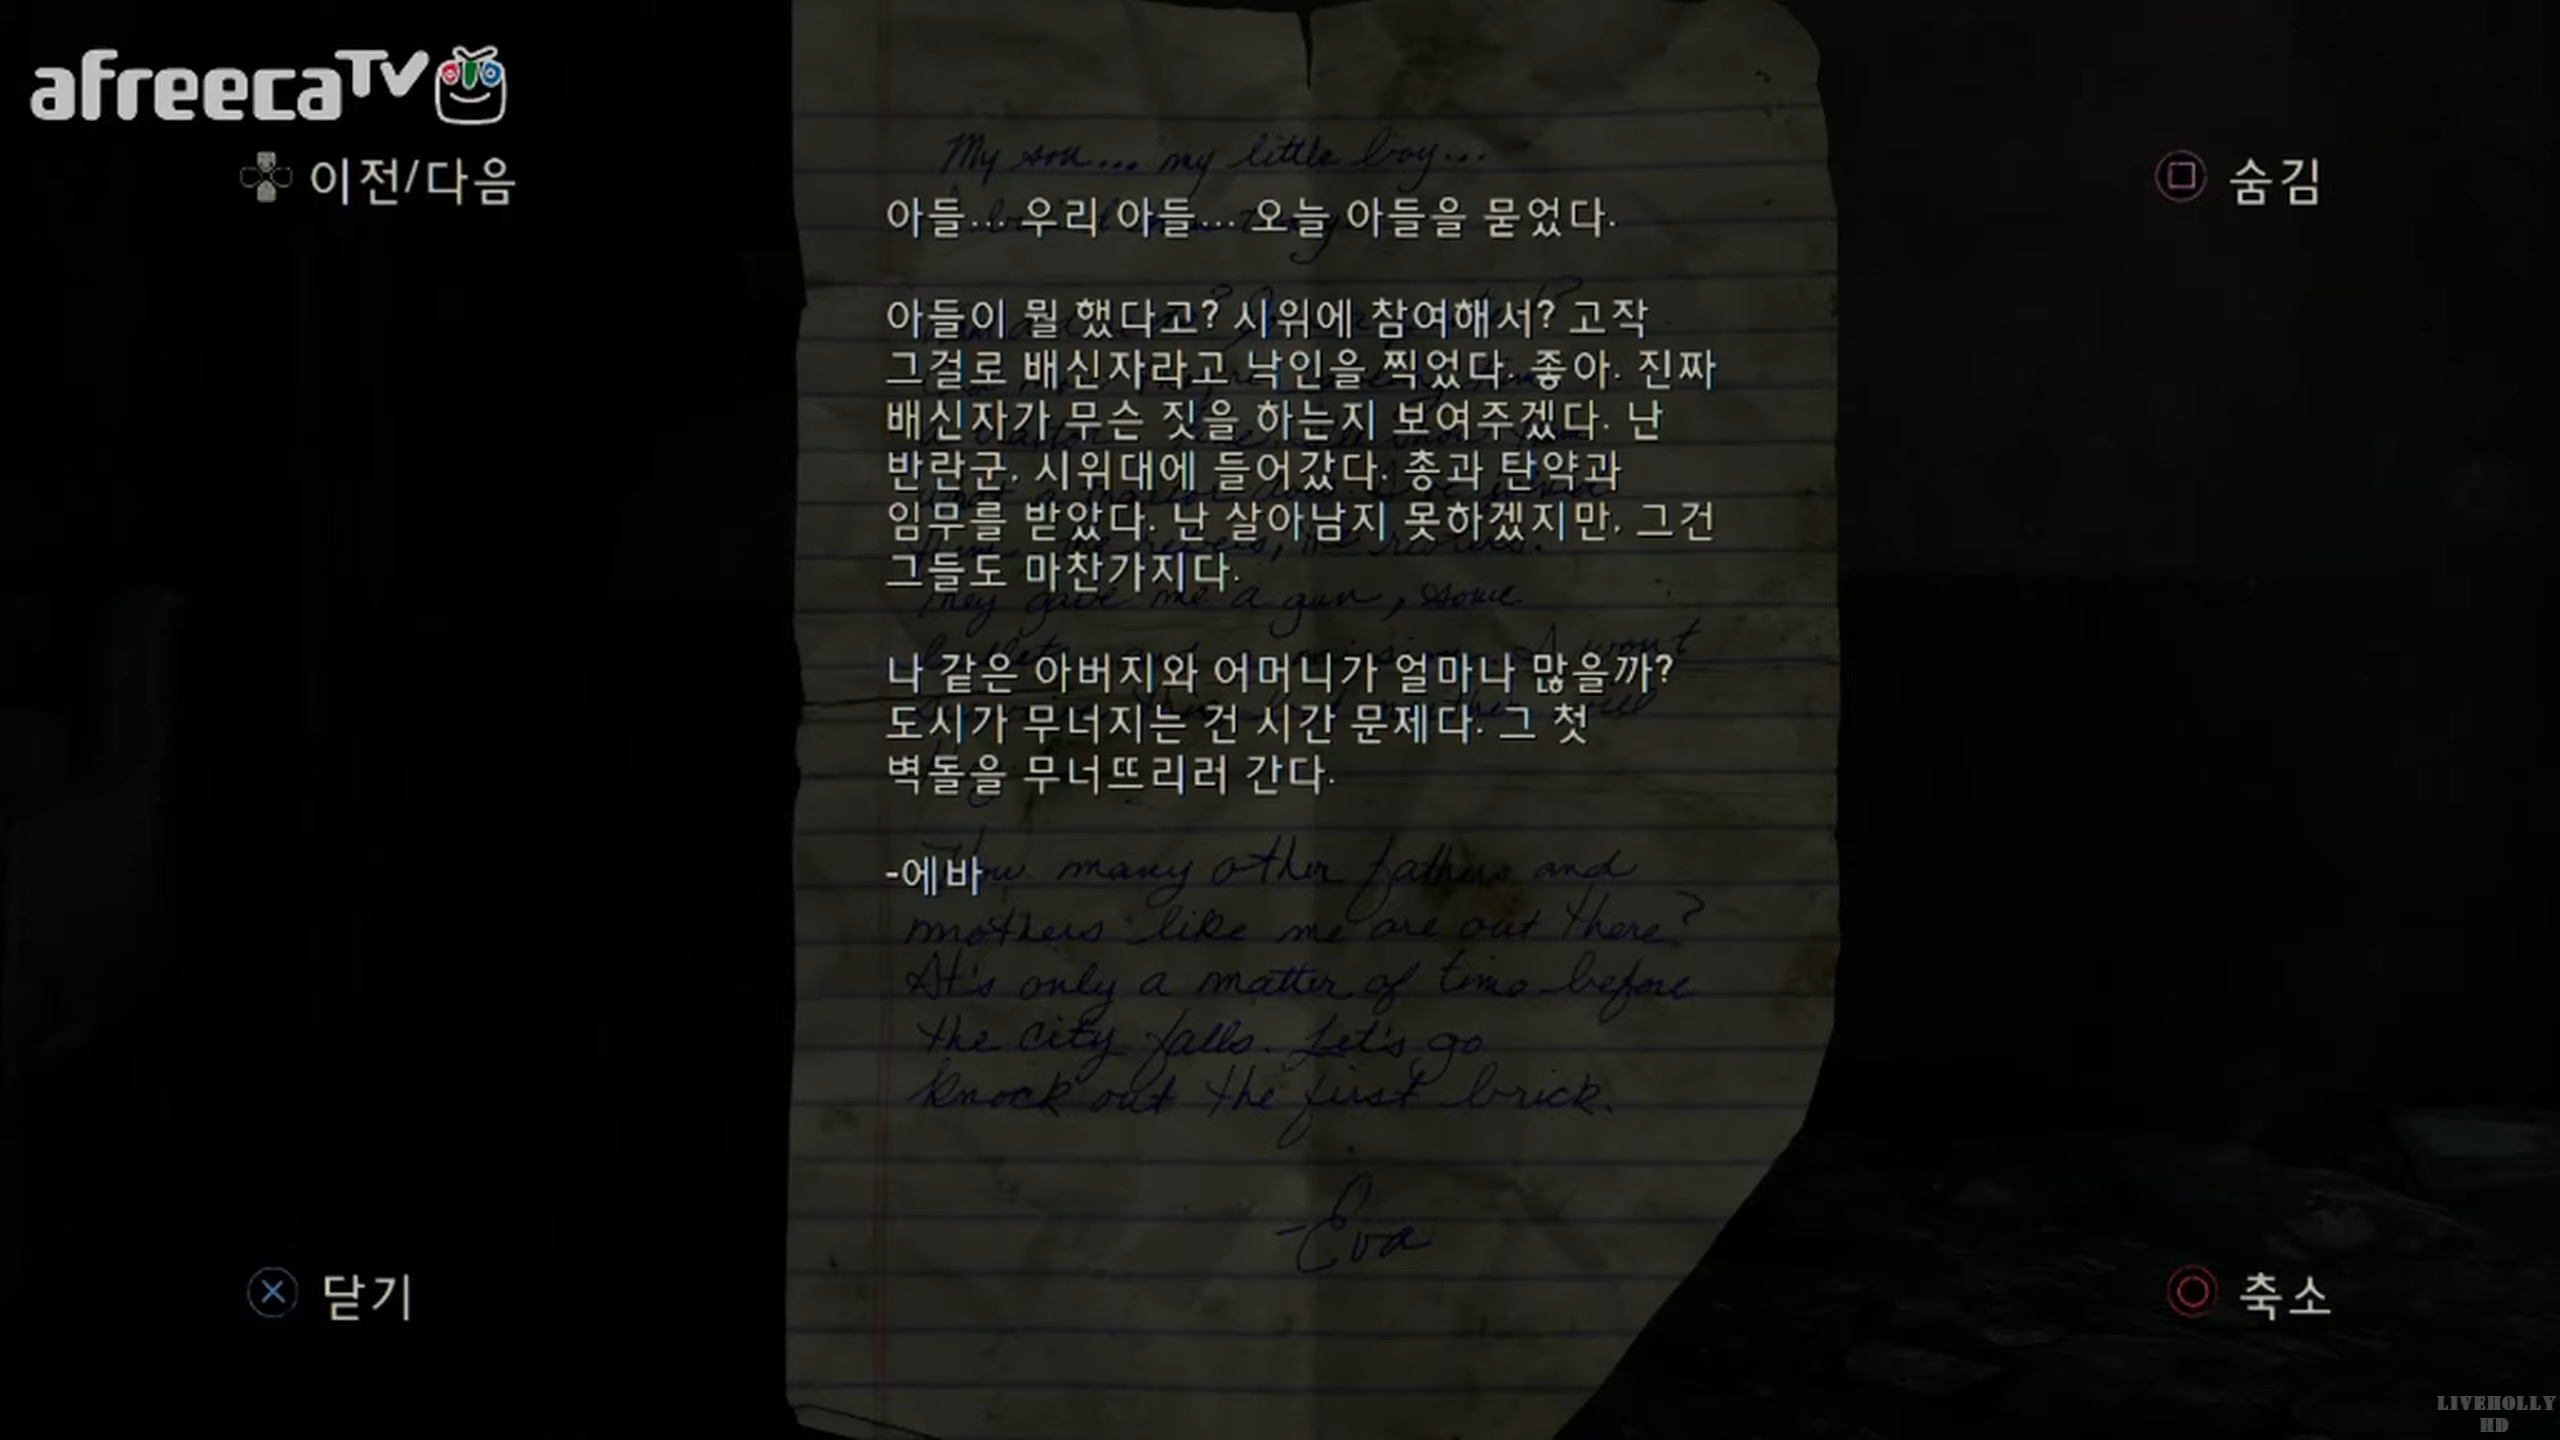 afreecaTV
이전/다음
숨김
My son... my little boy...
아들... 우리 아들... 오늘 아들을 묻었다.
아들이 뭘 했다고? 시위에 참여해서? 고작
그걸로 배신자라고 낙인을 찍었다. 좋아. 진짜
배신자가 무슨 짓을 하는지 보여주겠다. 난
반란군, 시위대에 들어갔다. 총과 탄약과
임무를 받았다. 난 살아남지 못하겠지만, 그건
그들도 마찬가지다.
They gave me a gun, some
나 같은 아버지와 어머니가 얼마나 많을까?
도시가 무너지는 건 시간 문제다. 그 첫
벽돌을 무너뜨리러 간다.
-에바
many other fathers and
mothers like me are out there?
It's only a matter of time before
the city falls. Let's go
knock out the first brick.
-Eva
닫기
축소
LIVEHOLLY
HD